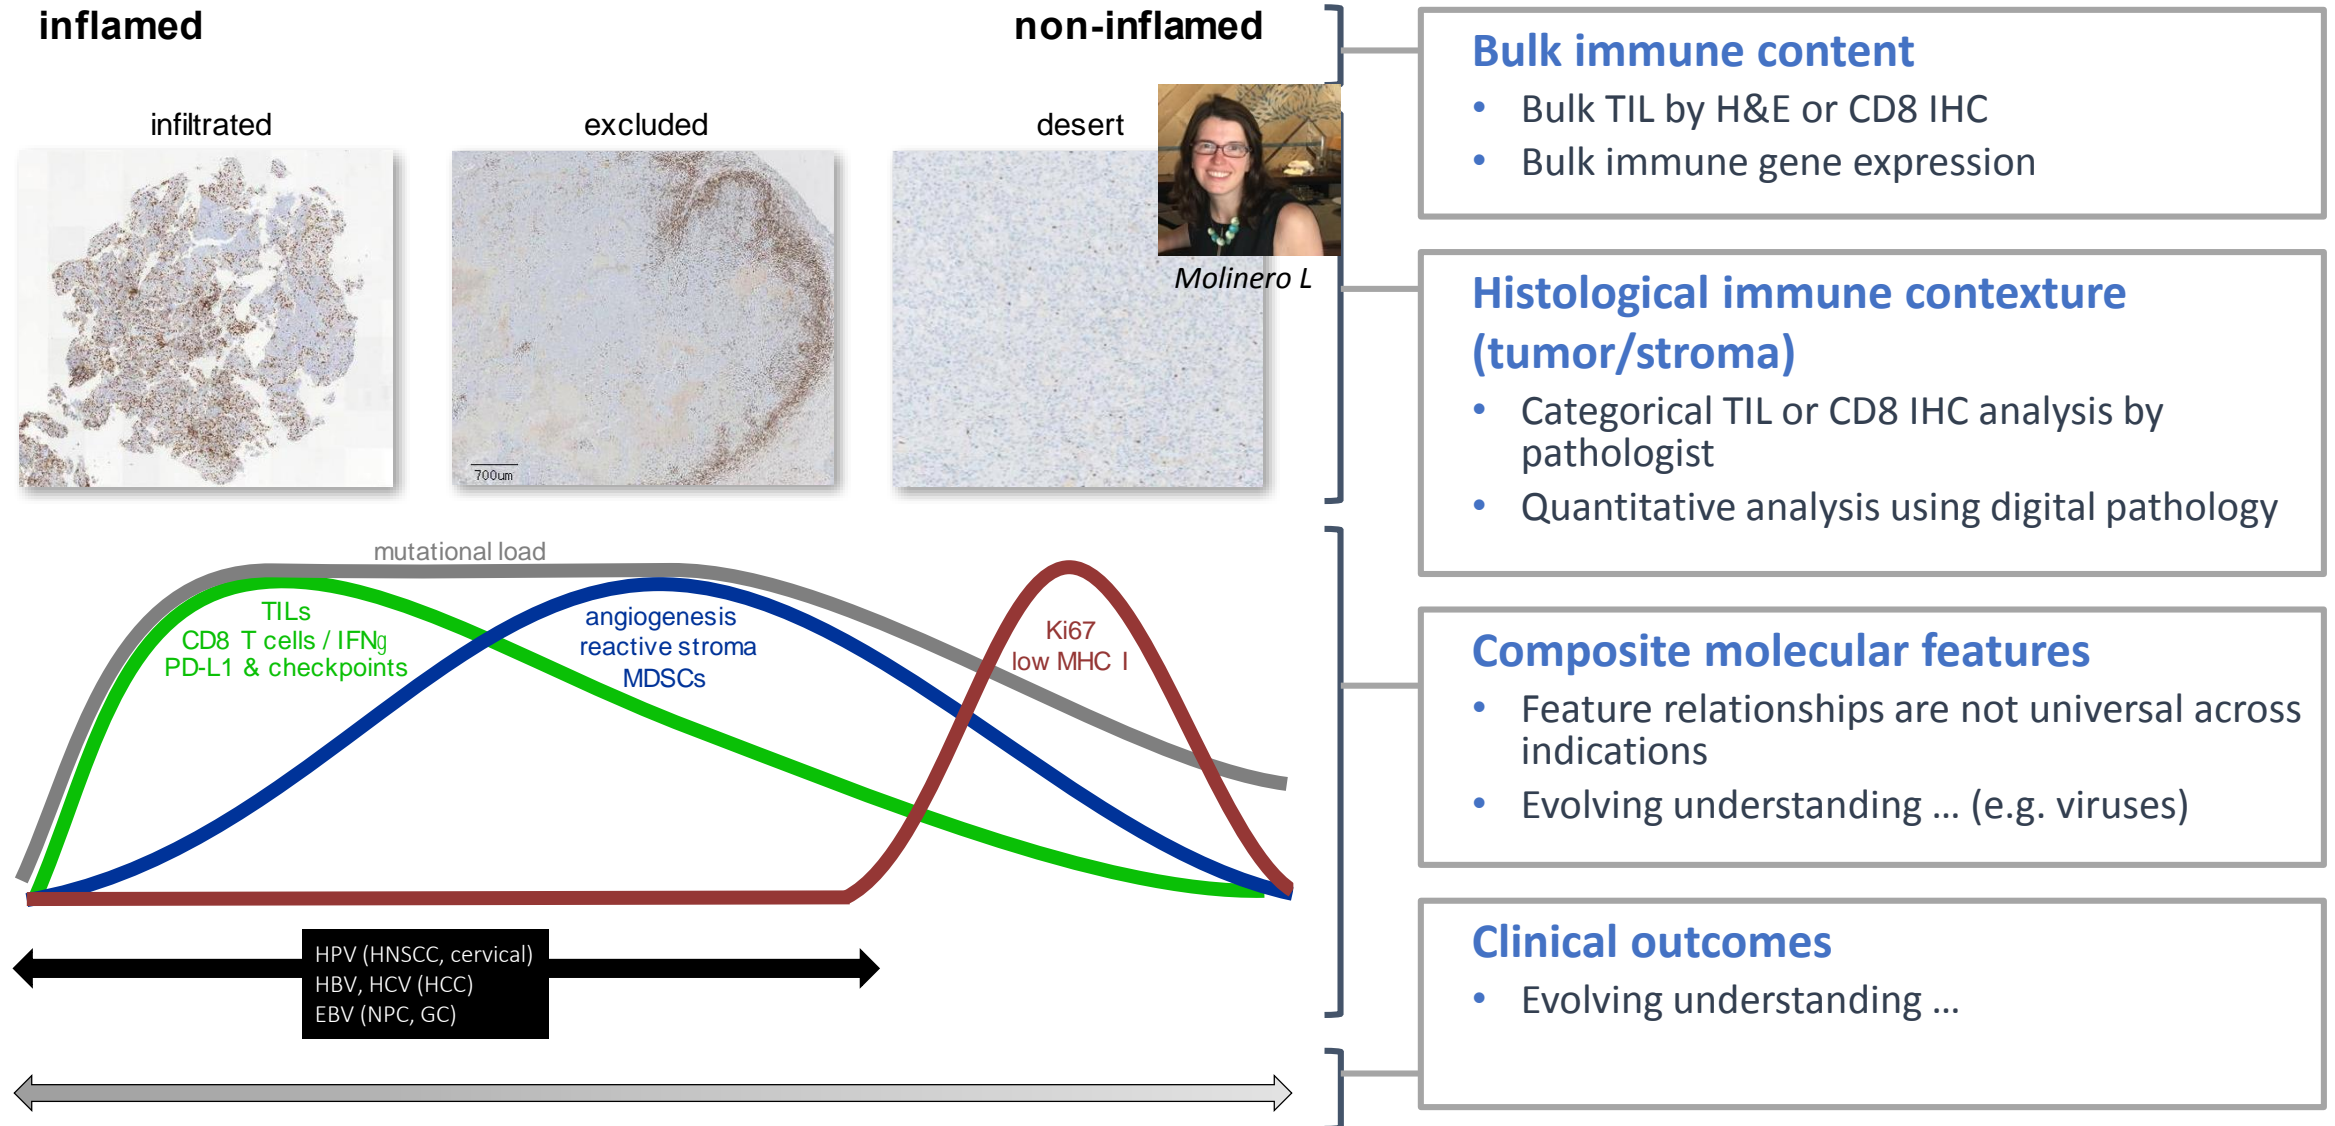 inflamed
non-inflamed
infiltrated
excluded
desert
Molinero L
700um
mutational load
TILs
CD8 T cells / IFNg
PD-L1 & checkpoints
angiogenesis
reactive stroma
MDSCs
Ki67
low MHC I
HPV (HNSCC, cervical)
HBV, HCV (HCC)
EBV (NPC, GC)
Bulk immune content
• Bulk TIL by H&E or CD8 IHC
• Bulk immune gene expression
Histological immune contexture
(tumor/stroma)
• Categorical TIL or CD8 IHC analysis by
pathologist
• Quantitative analysis using digital pathology
Composite molecular features
• Feature relationships are not universal across
indications
• Evolving understanding ... (e.g. viruses)
Clinical outcomes
• Evolving understanding ...